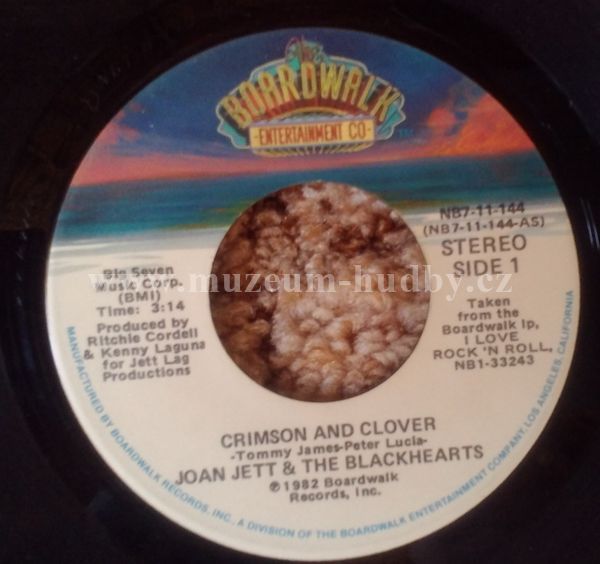 The
BOARDWALK
-ENTERTAINMENT CO-
TM
NB7-11-144
(NB7-11-144-AS)
STEREO
SIDE 1
www.muzeum-hudby.cz
Big Seven
Music Corp.
(BMI)
Time: 3:14
Produced by
Ritchie Cordell
& Kenny Laguna
for Jett Lag
Productions
Taken
from the
Boardwalk lp,
I LOVE
ROCK 'N ROLL,
NB1-33243
CRIMSON AND CLOVER
-Tommy James-Peter Lucia-
JOAN JETT & THE BLACKHEARTS
℗1982 Boardwalk
Records, Inc.
MANUFACTURED BY BOARDWALK RECORDS, INC., A DIVISION OF THE BOARDWALK ENTERTAINMENT COMPANY, LOS ANGELES, CALIFORNIA